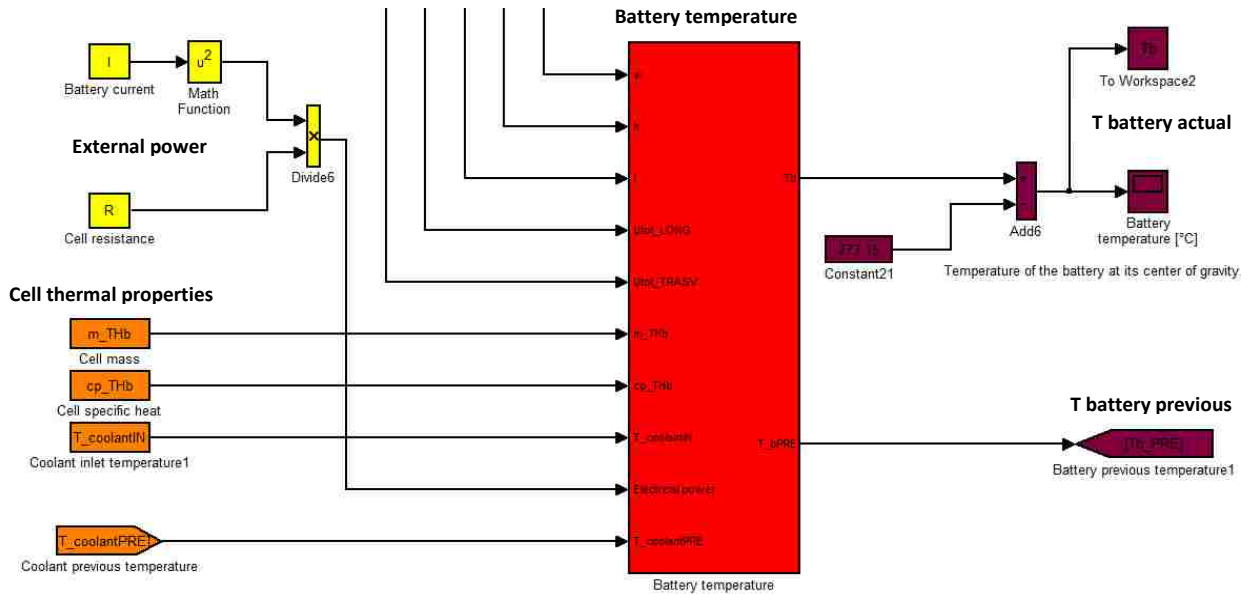 Battery temperature
I
Battery current
u²
Math
Function
External power
×
Divide6
R
Cell resistance
Cell thermal properties
m_THb
Cell mass
cp_THb
Cell specific heat
T_coolantIN
Coolant inlet temperature1
T_coolantPRE]
Coolant previous temperature
Utot_LONG
Utot_TRASV
m_THb
cp_THb
T_coolantIN
Electrical power
T_coolantPRE
Tb
T_bPRE
Battery temperature
Tb
To Workspace2
T battery actual
Add6
Battery
temperature [°C]
273.15
Constant21
Temperature of the battery at its center of gravity.
T battery previous
[Tb_PRE]
Battery previous temperature1